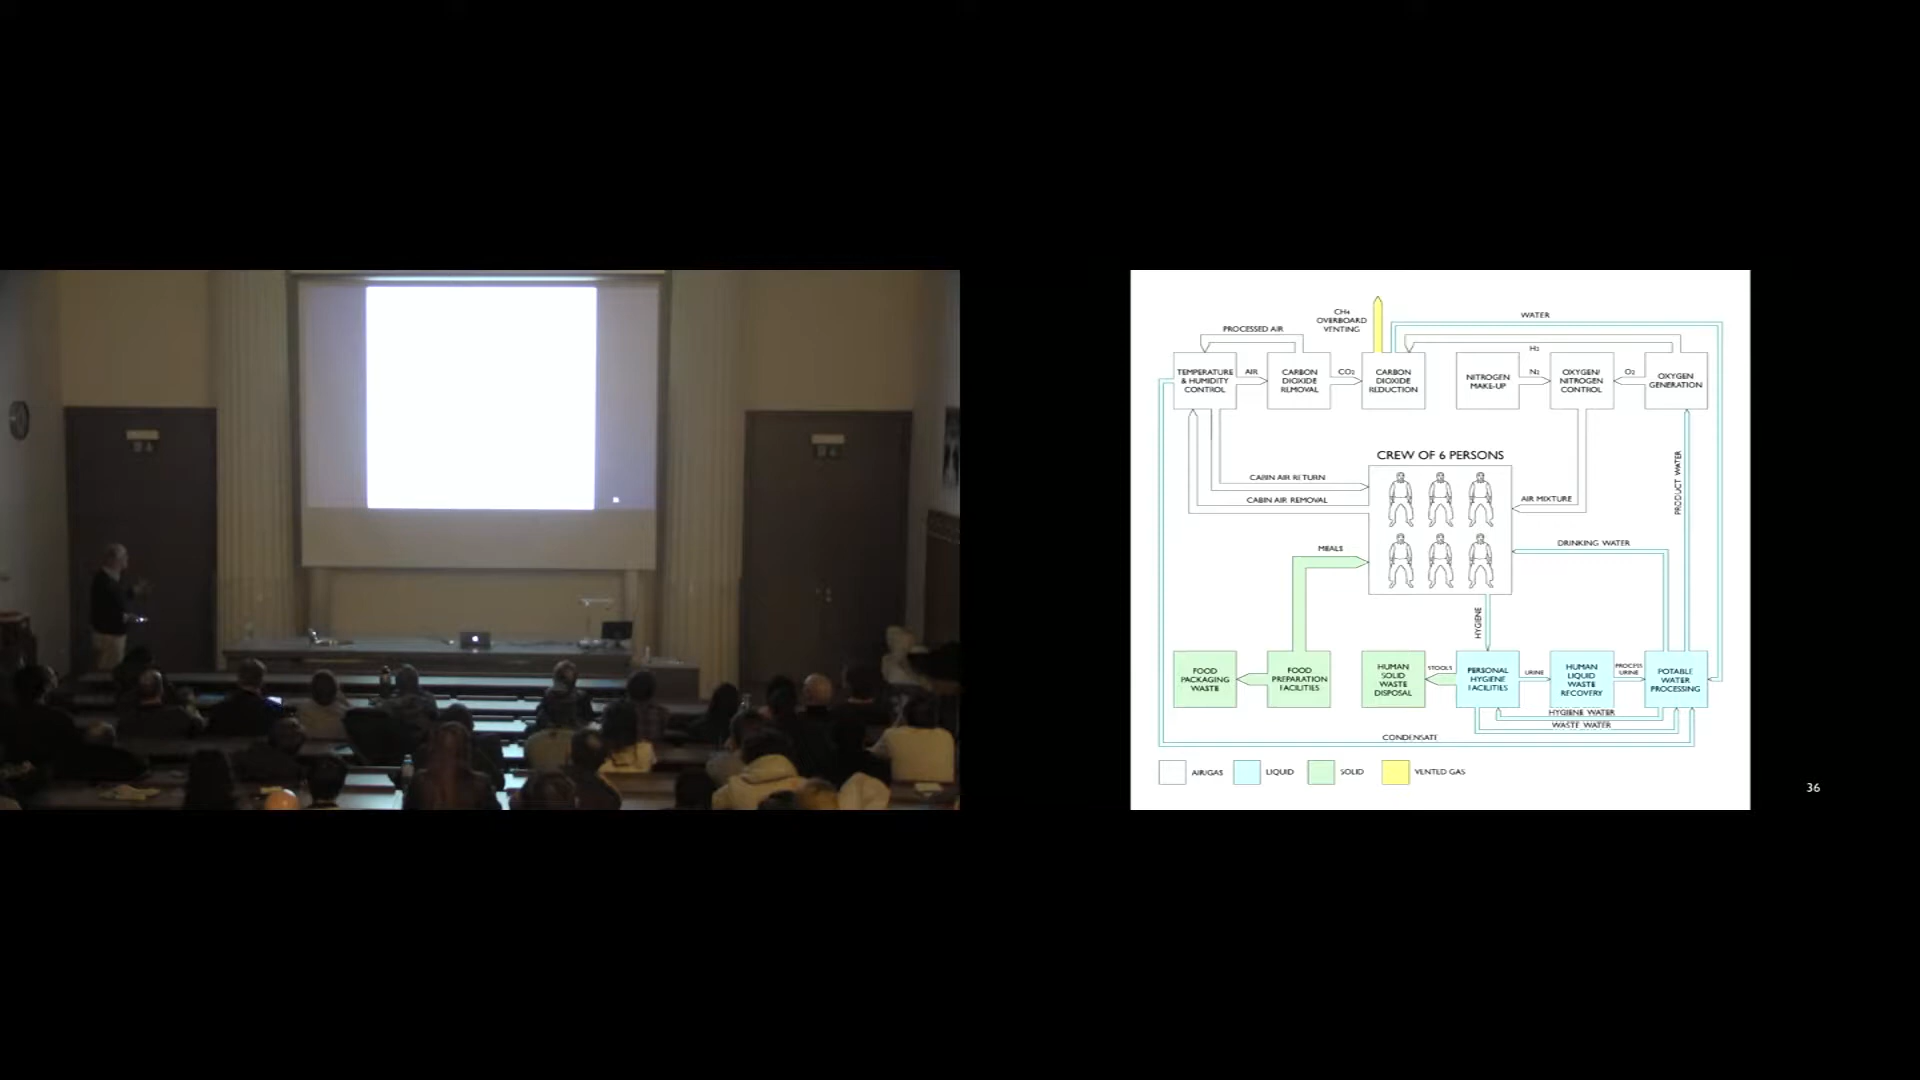 CH4
OVERBOARD
VENTING
WATER
PROCESSED AIR
H2
TEMPERATURE
& HUMIDITY
CONTROL
AIR
CARBON
DIOXIDE
REMOVAL
CO2
CARBON
DIOXIDE
REDUCTION
NITROGEN
MAKE-UP
N2
OXYGEN/
NITROGEN
CONTROL
O2
OXYGEN
GENERATION
CREW OF 6 PERSONS
CABIN AIR RETURN
CABIN AIR REMOVAL
AIR MIXTURE
PRODUCT WATER
DRINKING WATER
MEALS
HYGIENE
FOOD
PACKAGING
WASTE
FOOD
PREPARATION
FACILITIES
HUMAN
SOLID
WASTE
DISPOSAL
STOOLS
PERSONAL
HYGIENE
FACILITIES
URINE
HUMAN
LIQUID
WASTE
RECOVERY
PROCESS
URINE
POTABLE
WATER
PROCESSING
HYGIENE WATER
WASTE WATER
CONDENSATE
AIR/GAS
LIQUID
SOLID
VENTED GAS
36